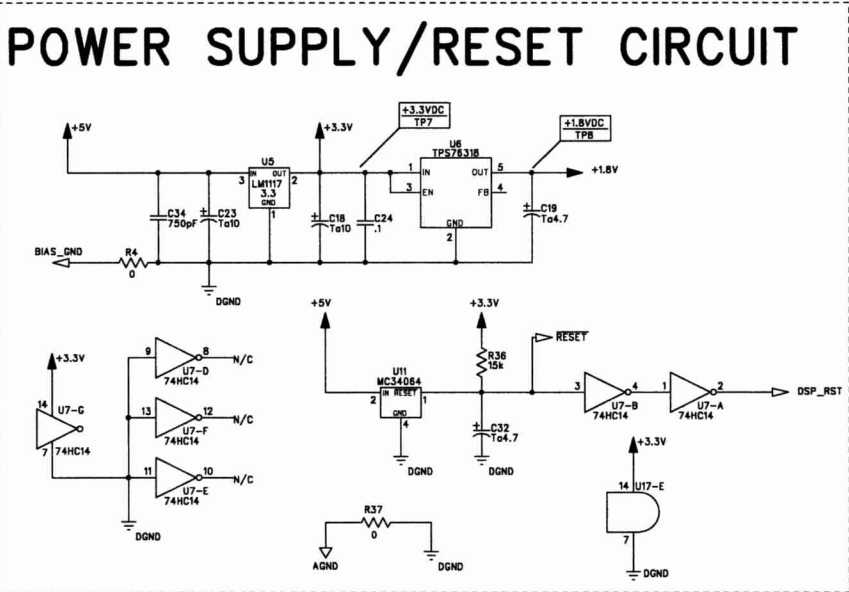 POWER SUPPLY/RESET CIRCUIT
+5V
+3.3V
+3.3VDC
TP7
+1.8VDC
TP8
U5
3 IN OUT 2
LM1117
3.3
GND
1
U6
TPS76318
1 IN OUT 5
3 EN FB 4
GND
2
+1.8V
C34
750pF
+ C23
Ta10
+ C18
Ta10
C24
.1
+ C19
Ta4.7
BIAS_GND
R4
0
DGND
+5V
+3.3V
RESET
R36
15k
U11
MC34064
2 IN RESET 1
GND
4
+ C32
Ta4.7
DGND
DGND
3 4
U7-B
74HC14
1 2
U7-A
74HC14
DSP_RST
+3.3V
14
U7-G
7 74HC14
9 8 N/C
U7-D
74HC14
13 12 N/C
U7-F
74HC14
11 10 N/C
U7-E
74HC14
DGND
R37
0
AGND
DGND
+3.3V
14 U17-E
7
DGND